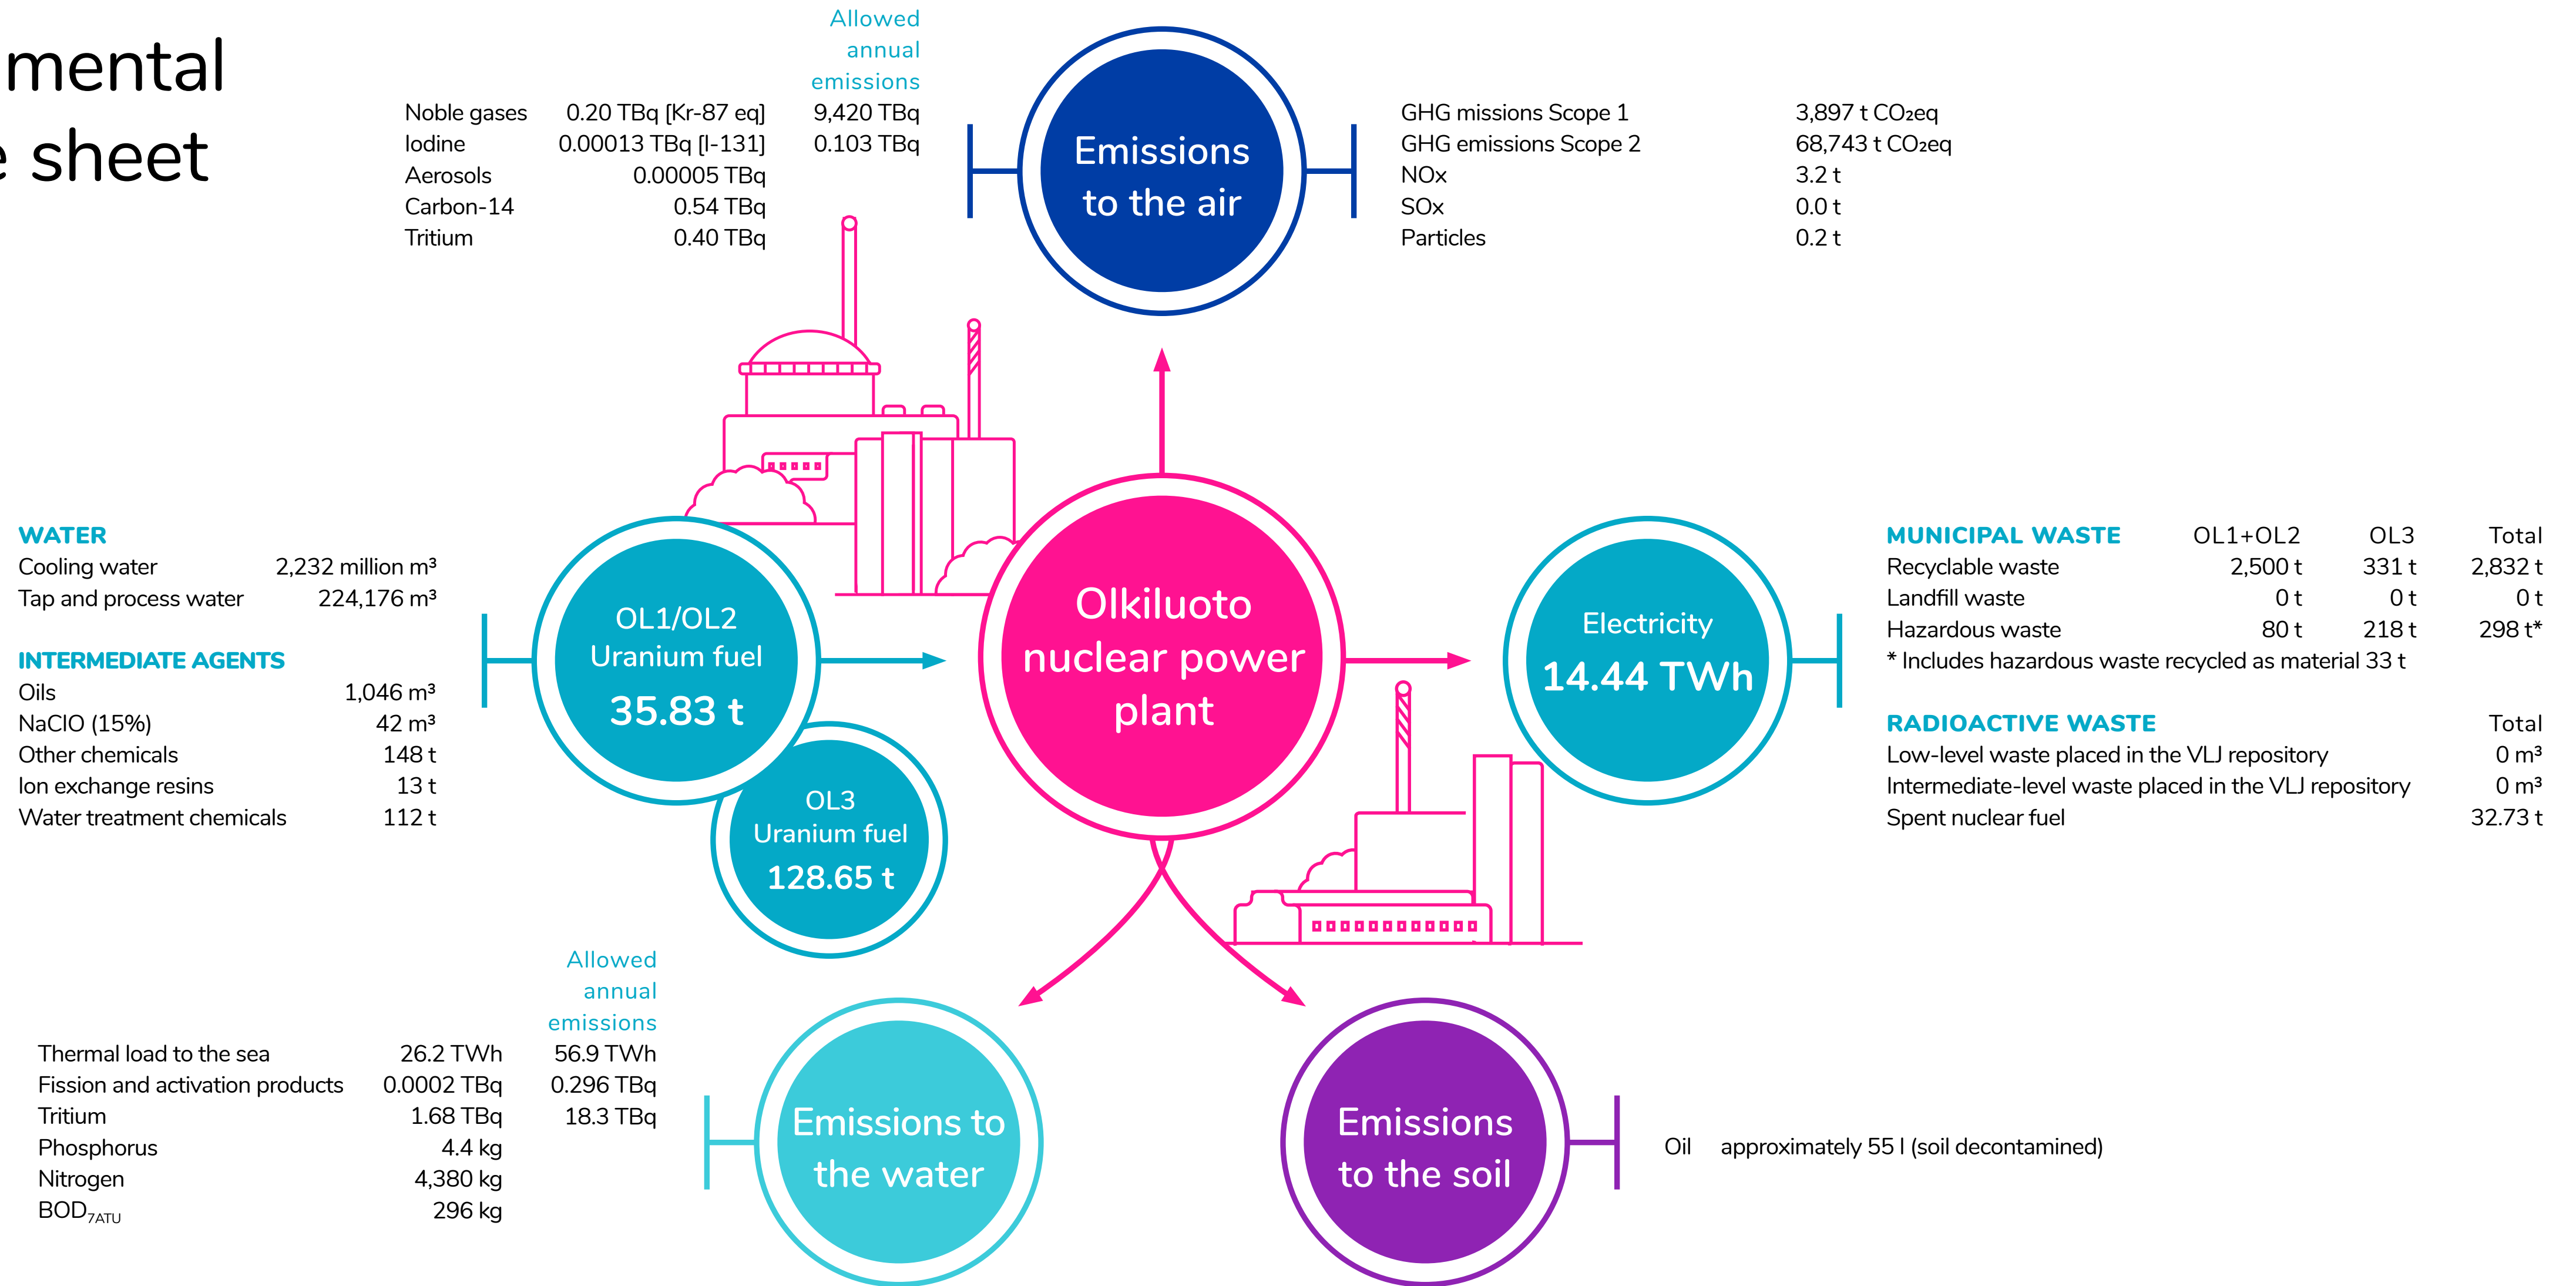 mental
e sheet
Allowed
annual
emissions
Noble gases 0.20 TBq [Kr-87 eq] 9,420 TBq
Iodine 0.00013 TBq [I-131] 0.103 TBq
Aerosols 0.00005 TBq
Carbon-14 0.54 TBq
Tritium 0.40 TBq
Emissions
to the air
GHG missions Scope 1 3,897 t CO₂eq
GHG emissions Scope 2 68,743 t CO₂eq
NOx 3.2 t
SOx 0.0 t
Particles 0.2 t
WATER
Cooling water 2,232 million m³
Tap and process water 224,176 m³
INTERMEDIATE AGENTS
Oils 1,046 m³
NaClO (15%) 42 m³
Other chemicals 148 t
Ion exchange resins 13 t
Water treatment chemicals 112 t
OL1/OL2
Uranium fuel
35.83 t
OL3
Uranium fuel
128.65 t
Olkiluoto
nuclear power
plant
Electricity
14.44 TWh
MUNICIPAL WASTE OL1+OL2 OL3 Total
Recyclable waste 2,500 t 331 t 2,832 t
Landfill waste 0 t 0 t 0 t
Hazardous waste 80 t 218 t 298 t*
* Includes hazardous waste recycled as material 33 t
RADIOACTIVE WASTE Total
Low-level waste placed in the VLJ repository 0 m³
Intermediate-level waste placed in the VLJ repository 0 m³
Spent nuclear fuel 32.73 t
Allowed
annual
emissions
Thermal load to the sea 26.2 TWh 56.9 TWh
Fission and activation products 0.0002 TBq 0.296 TBq
Tritium 1.68 TBq 18.3 TBq
Phosphorus 4.4 kg
Nitrogen 4,380 kg
BOD₇ATU 296 kg
Emissions to
the water
Emissions
to the soil
Oil approximately 55 l (soil decontamined)